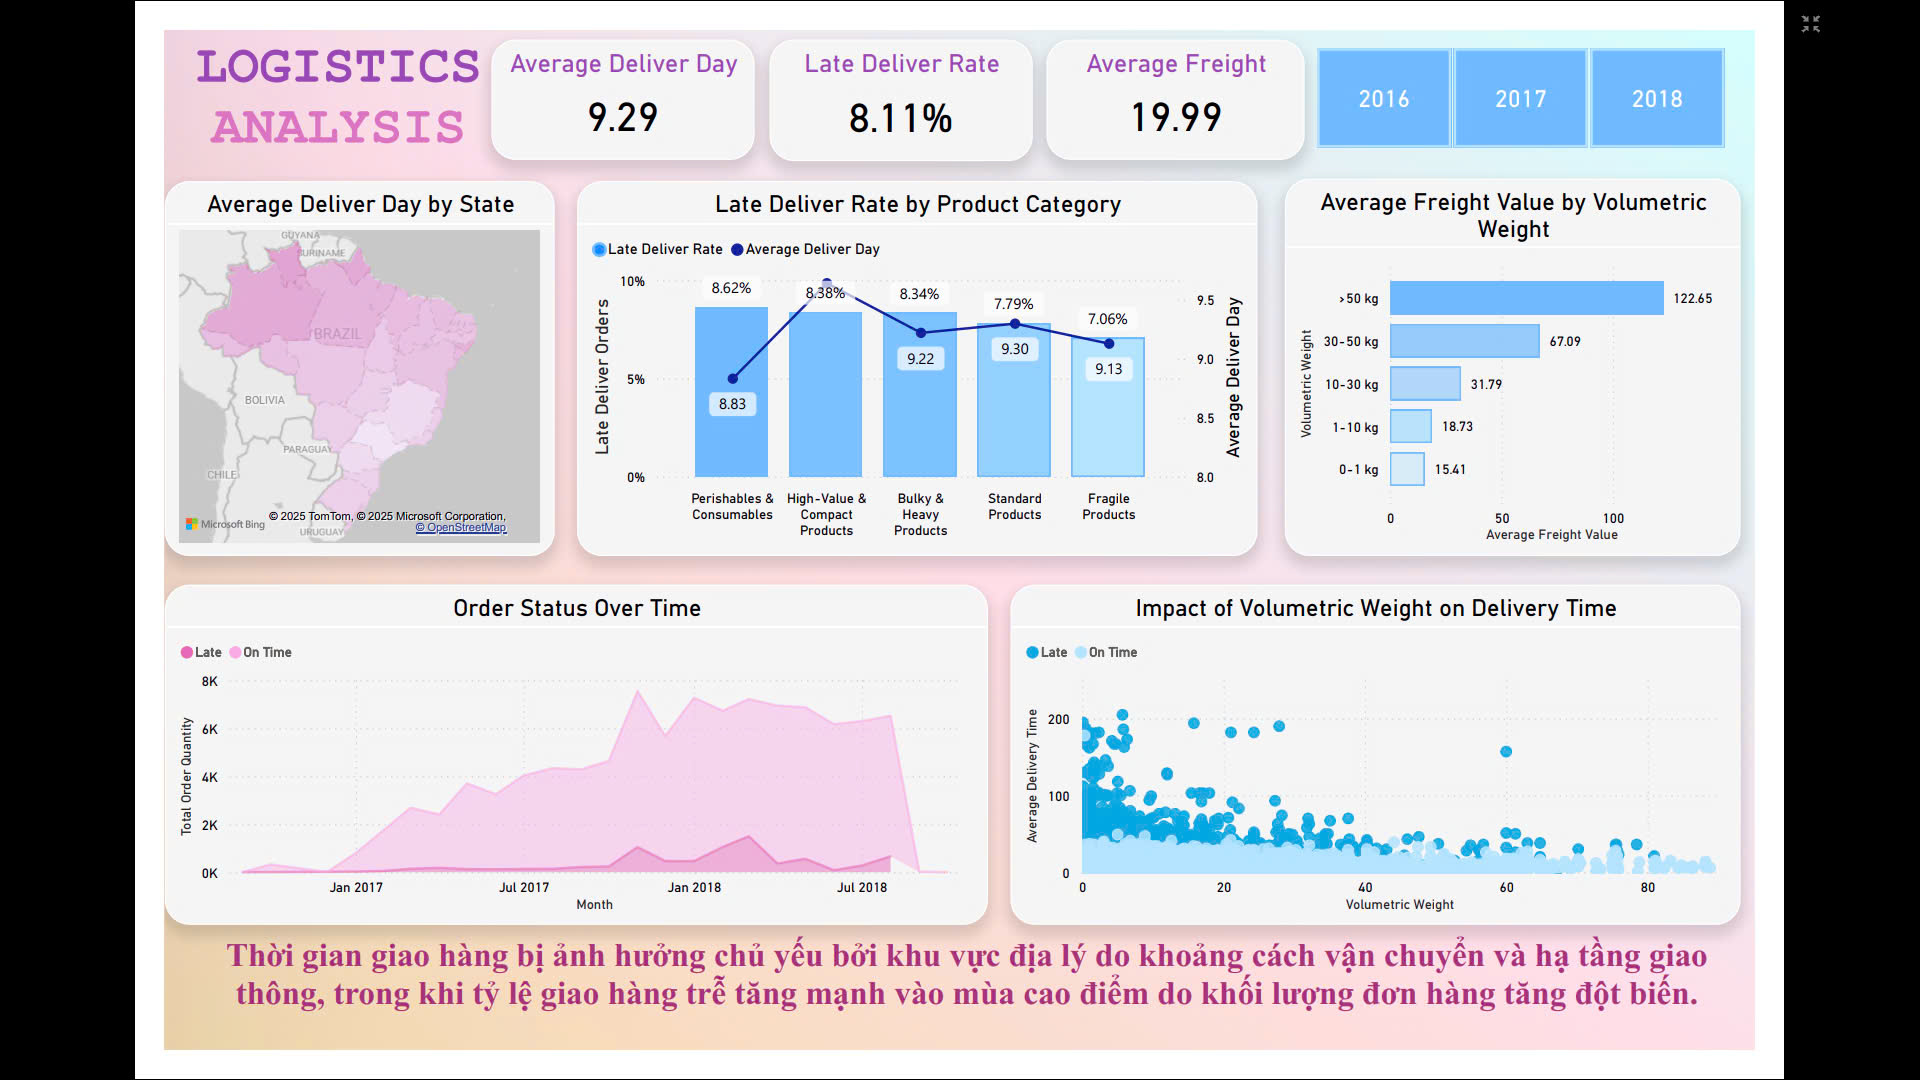 LOGISTICS
ANALYSIS
Average Deliver Day
9.29
Late Deliver Rate
8.11%
Average Freight
19.99
2016
2017
2018
Average Deliver Day by State
GUYANA
SURINAME
BRAZIL
BOLIVIA
PARAGUAY
CHILE
URUGUAY
Microsoft Bing
© 2025 TomTom, © 2025 Microsoft Corporation,
© OpenStreetMap
Late Deliver Rate by Product Category
Late Deliver Rate
Average Deliver Day
Late Deliver Orders
10%
5%
0%
8.62%
8.38%
8.34%
7.79%
7.06%
8.83
9.22
9.30
9.13
9.5
9.0
8.5
8.0
Average Deliver Day
Perishables &
Consumables
High-Value &
Compact
Products
Bulky &
Heavy
Products
Standard
Products
Fragile
Products
Average Freight Value by Volumetric
Weight
Volumetric Weight
>50 kg
122.65
30-50 kg
67.09
10-30 kg
31.79
1-10 kg
18.73
0-1 kg
15.41
0
50
100
Average Freight Value
Order Status Over Time
Late
On Time
Total Order Quantity
8K
6K
4K
2K
0K
Jan 2017
Jul 2017
Jan 2018
Jul 2018
Month
Impact of Volumetric Weight on Delivery Time
Late
On Time
Average Delivery Time
200
100
0
0
20
40
60
80
Volumetric Weight
Thời gian giao hàng bị ảnh hưởng chủ yếu bởi khu vực địa lý do khoảng cách vận chuyển và hạ tầng giao
thông, trong khi tỷ lệ giao hàng trễ tăng mạnh vào mùa cao điểm do khối lượng đơn hàng tăng đột biến.